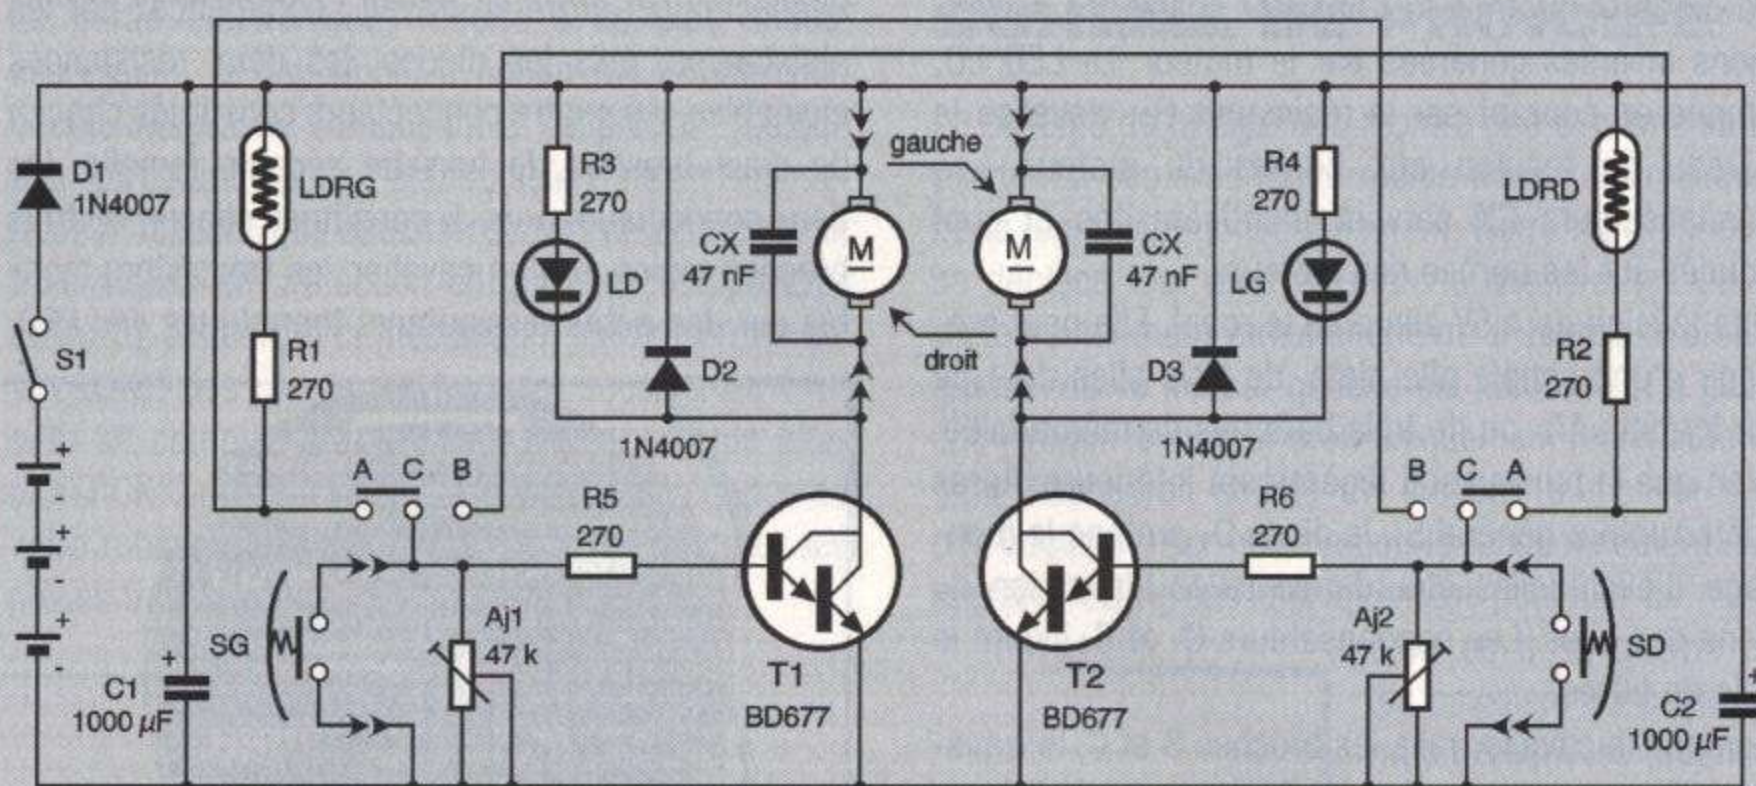 D1
1N4007
LDRG
R3
270
LD
CX
47 nF
M
gauche
M
CX
47 nF
R4
270
LG
LDRD
S1
R1
270
D2
1N4007
droit
D3
1N4007
R2
270
+
-
+
-
+
-
A C B
R5
270
R6
270
B C A
SG
Aj1
47 k
T1
BD677
T2
BD677
Aj2
47 k
SD
+
C1
1000 µF
+
C2
1000 µF